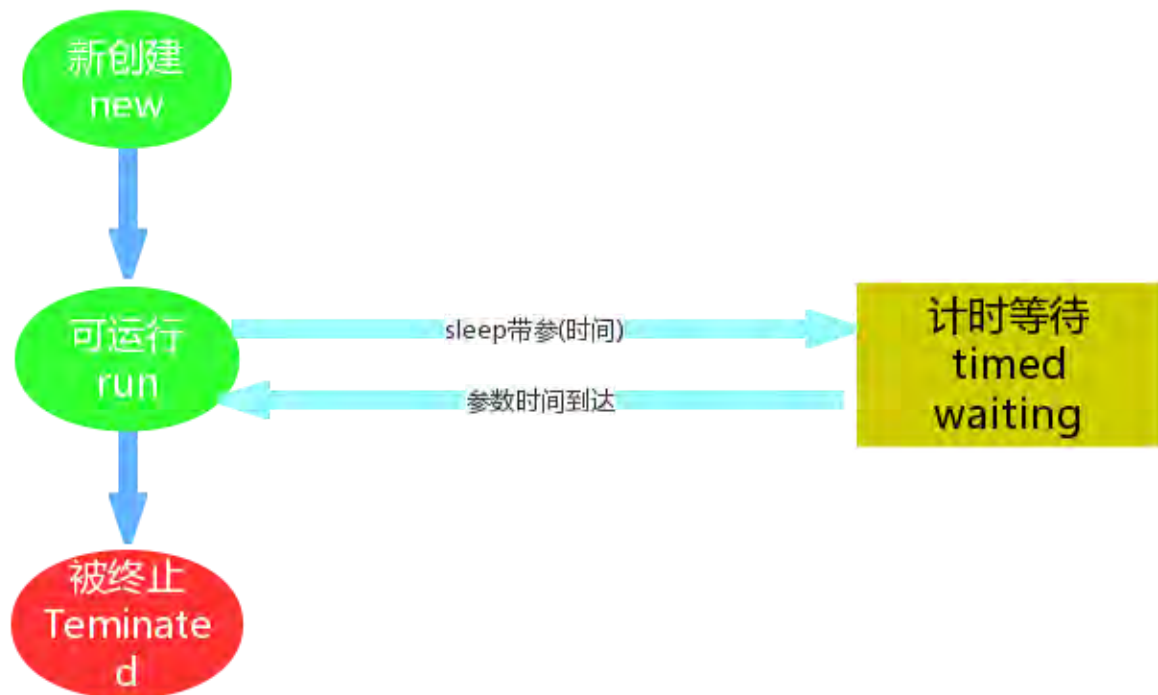 新创建
new
可运行
run
sleep带参(时间)
参数时间到达
计时等待
timed
waiting
被终止
Teminate
d